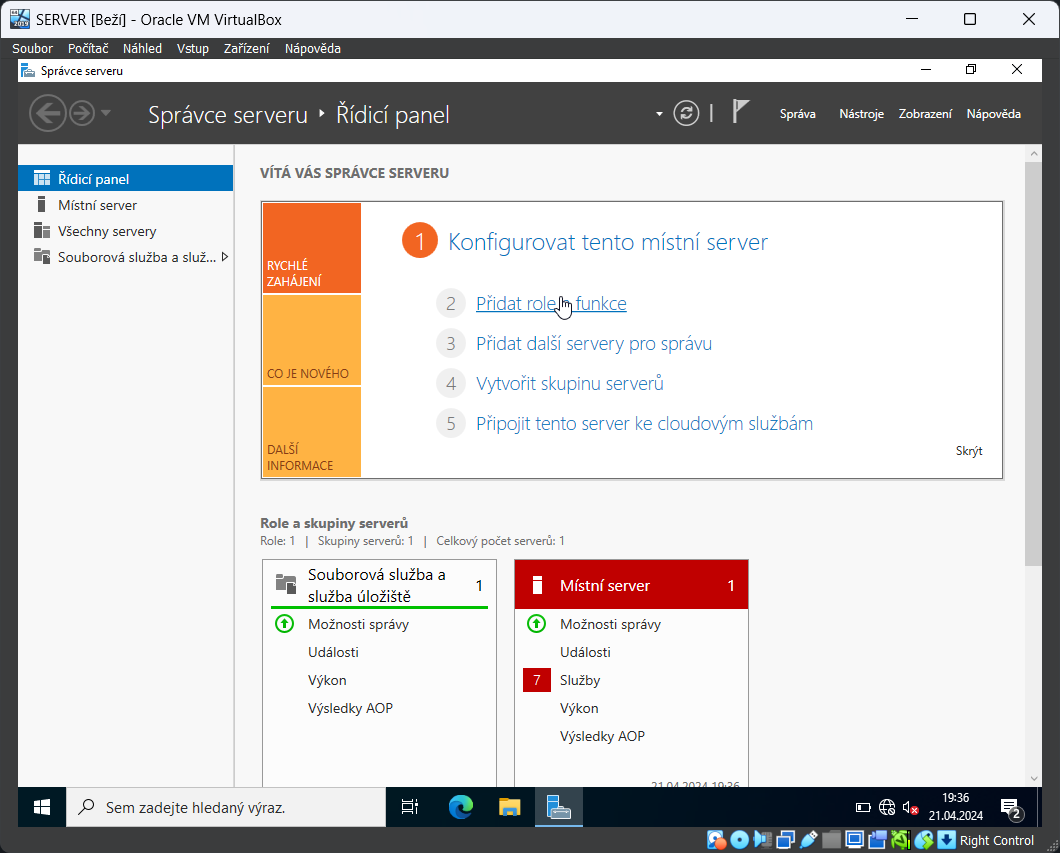 SERVER [Beží] - Oracle VM VirtualBox
Soubor Počítač Náhled Vstup Zařízení Nápověda
Správce serveru
Správce serveru ‣ Řídicí panel
Správa Nástroje Zobrazení Nápověda
Řídicí panel
Místní server
Všechny servery
Souborová služba a služ...
VÍTÁ VÁS SPRÁVCE SERVERU
RYCHLÉ
ZAHÁJENÍ
CO JE NOVÉHO
DALŠÍ
INFORMACE
1 Konfigurovat tento místní server
2 Přidat role a funkce
3 Přidat další servery pro správu
4 Vytvořit skupinu serverů
5 Připojit tento server ke cloudovým službám
Skrýt
Role a skupiny serverů
Role: 1 | Skupiny serverů: 1 | Celkový počet serverů: 1
Souborová služba a
služba úložiště
1
Možnosti správy
Události
Výkon
Výsledky AOP
Místní server 1
Možnosti správy
Události
7 Služby
Výkon
Výsledky AOP
21.04.2024 19:36
Sem zadejte hledaný výraz.
19:36
21.04.2024
2
Right Control